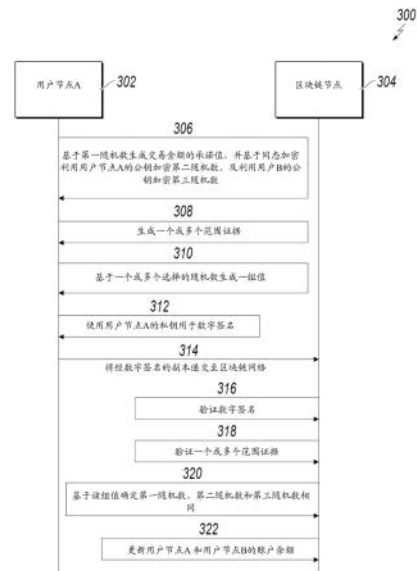 300
用户节点A
302
区块链节点
304
306
基于第一随机数生成交易金额的承诺值，并基于同态加密
利用用户节点A的公钥加密第二随机数，及利用用户B的公
钥加密第三随机数
308
生成一个或多个范围证据
310
基于一个或多个选择的随机数生成一组值
312
使用用户节点A的私钥用于数字签名
314
将经数字签名的副本递交至区块链网络
316
验证数字签名
318
验证一个或多个范围证据
320
基于该组值确定第一随机数、第二随机数和第三随机数相
同
322
更新用户节点A 和用户节点B的账户余额